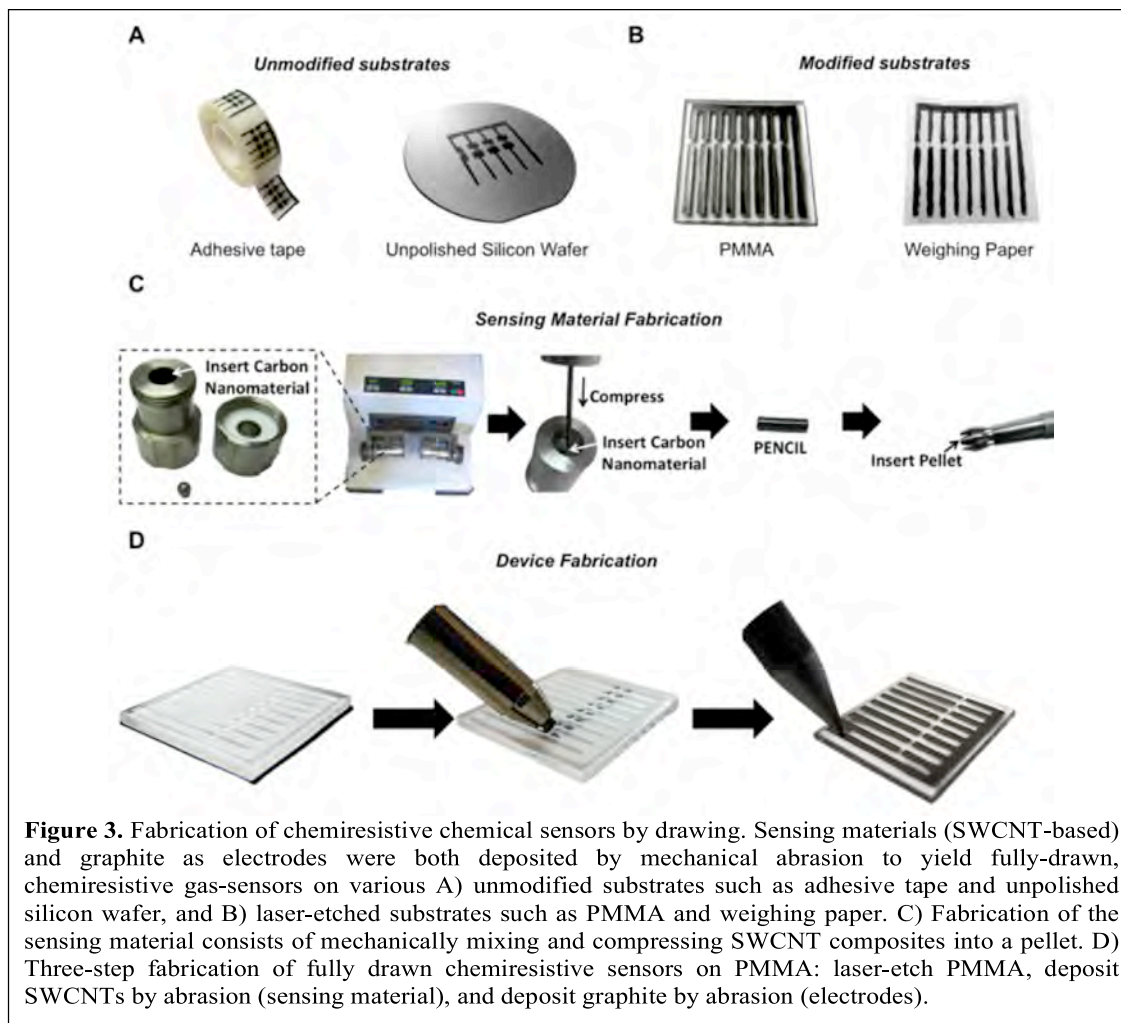 A
B
Unmodified substrates
Modified substrates
Adhesive tape
Unpolished Silicon Wafer
PMMA
Weighing Paper
C
Sensing Material Fabrication
Insert Carbon
Nanomaterial
Compress
Insert Carbon
Nanomaterial
PENCIL
Insert Pellet
D
Device Fabrication
Figure 3. Fabrication of chemiresistive chemical sensors by drawing. Sensing materials (SWCNT-based)
and graphite as electrodes were both deposited by mechanical abrasion to yield fully-drawn,
chemiresistive gas-sensors on various A) unmodified substrates such as adhesive tape and unpolished
silicon wafer, and B) laser-etched substrates such as PMMA and weighing paper. C) Fabrication of the
sensing material consists of mechanically mixing and compressing SWCNT composites into a pellet. D)
Three-step fabrication of fully drawn chemiresistive sensors on PMMA: laser-etch PMMA, deposit
SWCNTs by abrasion (sensing material), and deposit graphite by abrasion (electrodes).